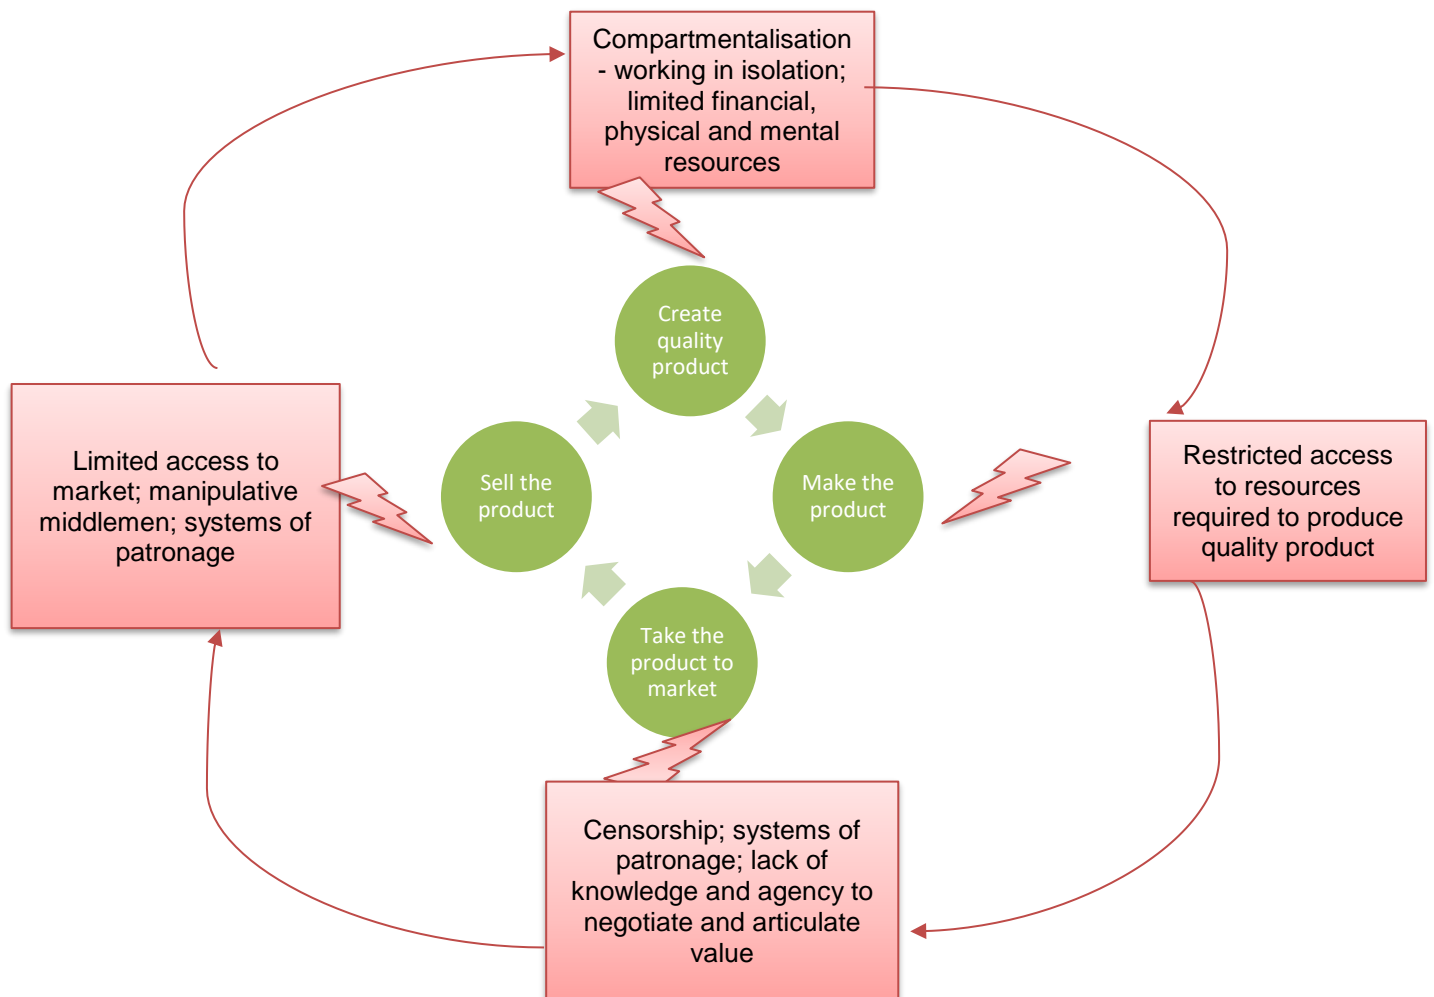 Compartmentalisation
- working in isolation;
limited financial,
physical and mental
resources
Create
quality
product
Limited access to
market; manipulative
middlemen; systems of
patronage
Sell the
product
Make the
product
Restricted access
to resources
required to produce
quality product
Take the
product to
market
Censorship; systems of
patronage; lack of
knowledge and agency to
negotiate and articulate
value